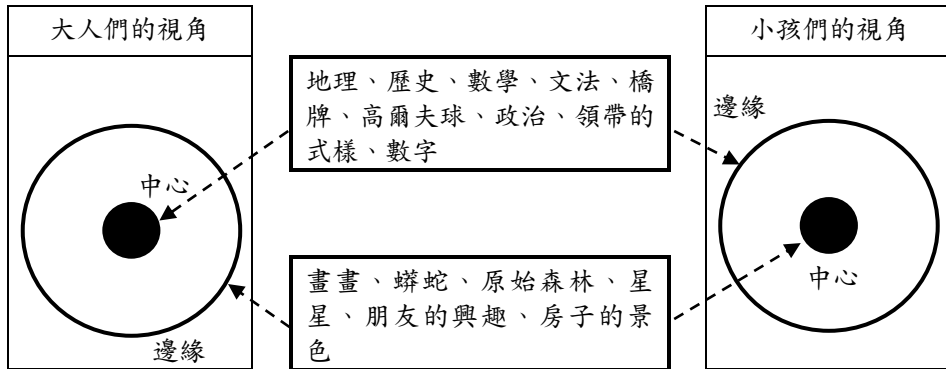 大人們的視角
小孩們的視角
地理、歷史、數學、文法、橋
牌、高爾夫球、政治、領帶的
式樣、數字
邊緣
中心
畫畫、蟒蛇、原始森林、星
星、朋友的興趣、房子的景
色
中心
邊緣